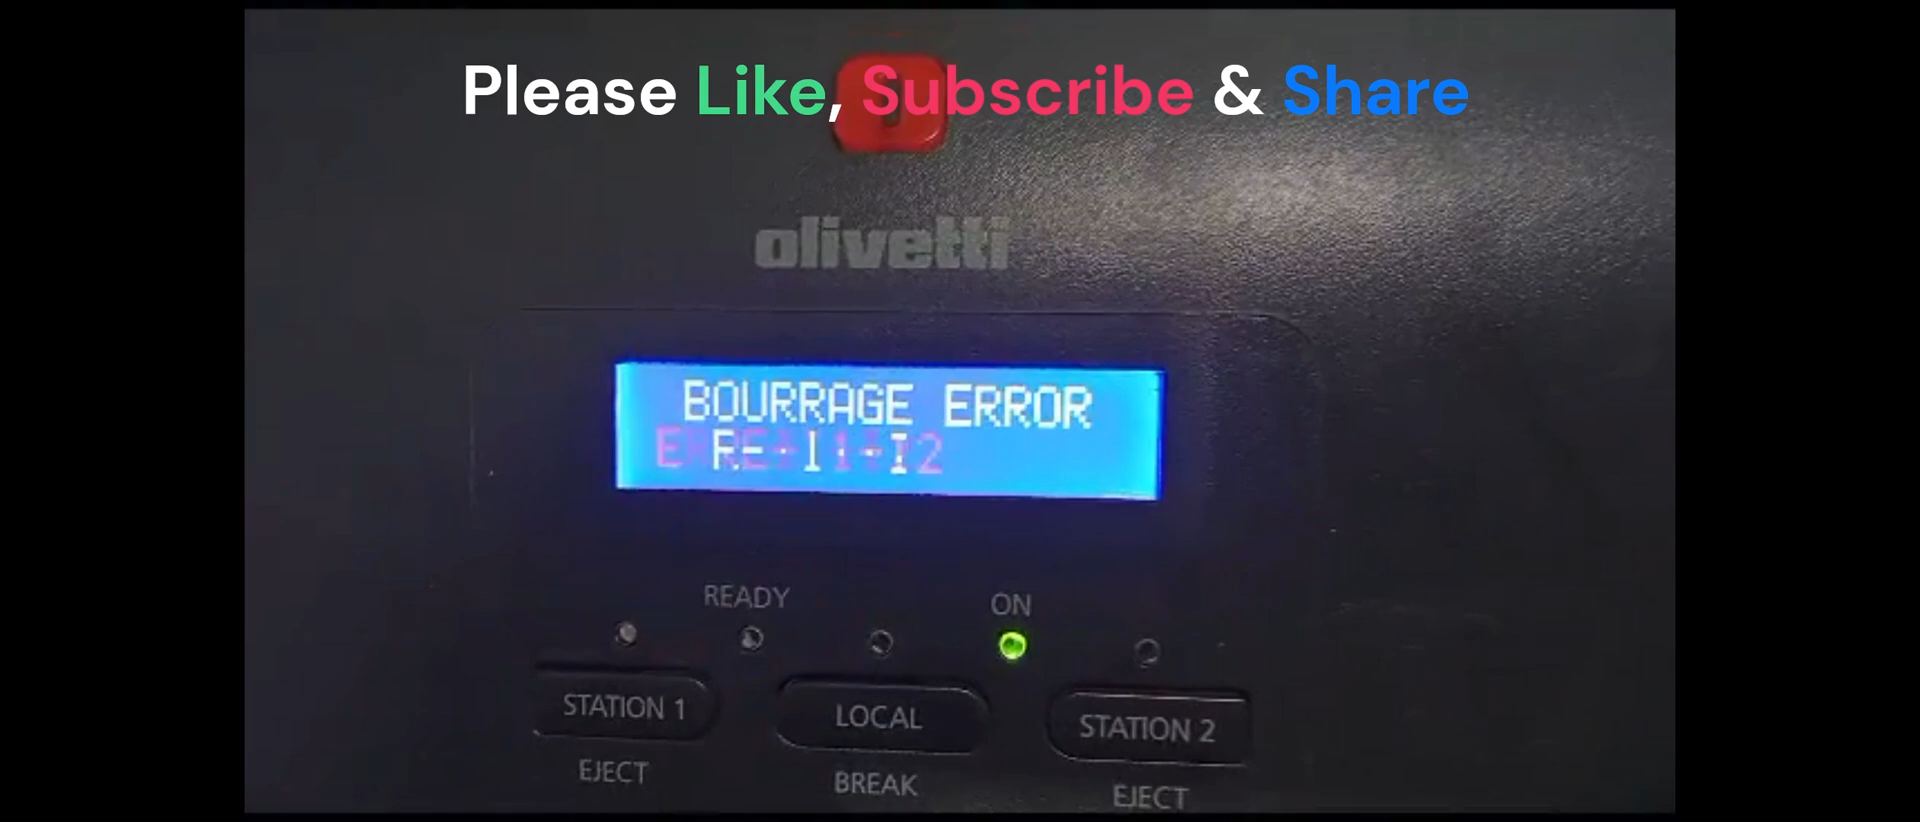 Please Like, Subscribe & Share
olivetti
BOURRAGE ERROR
READY
ON
STATION 1
LOCAL
STATION 2
EJECT
BREAK
EJECT